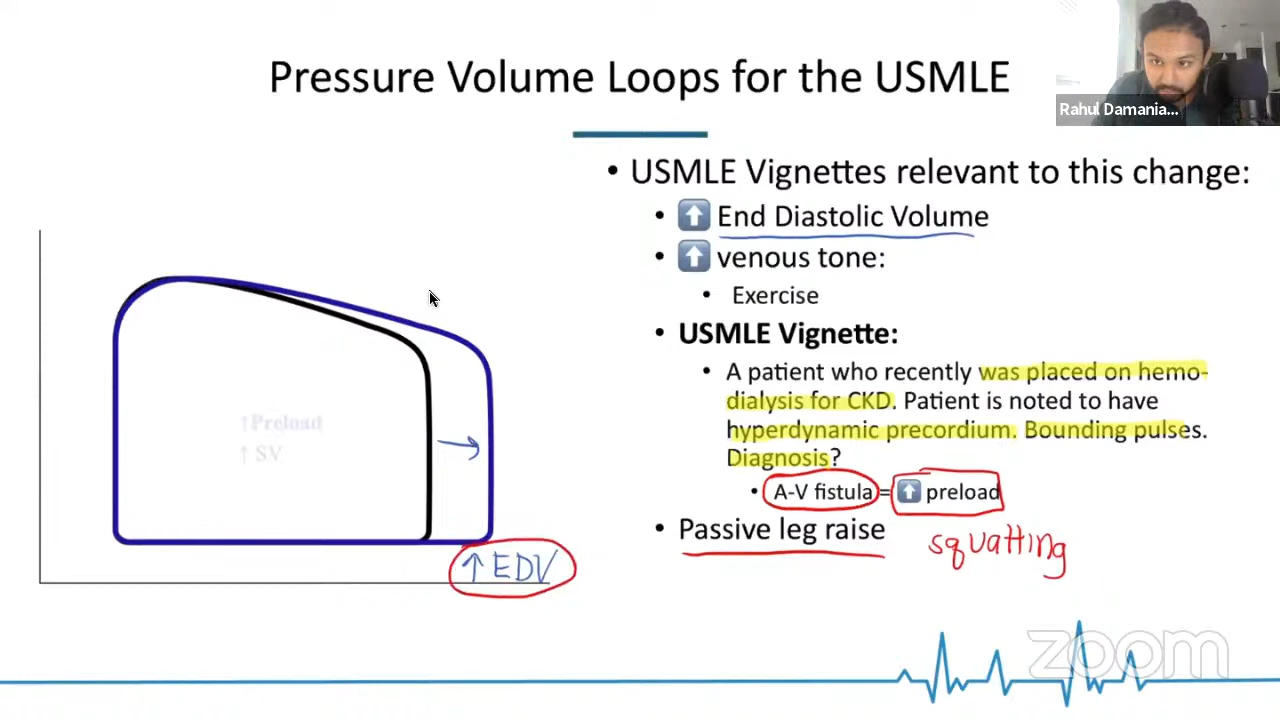 Pressure Volume Loops for the USMLE
Rahul Damania...
• USMLE Vignettes relevant to this change:
• ⬆ End Diastolic Volume
• ⬆ venous tone:
• Exercise
• USMLE Vignette:
• A patient who recently was placed on hemo-
dialysis for CKD. Patient is noted to have
hyperdynamic precordium. Bounding pulses.
Diagnosis?
• A-V fistula = ⬆ preload
• Passive leg raise
squatting
↑Preload
↑ SV
↑ EDV
zoom